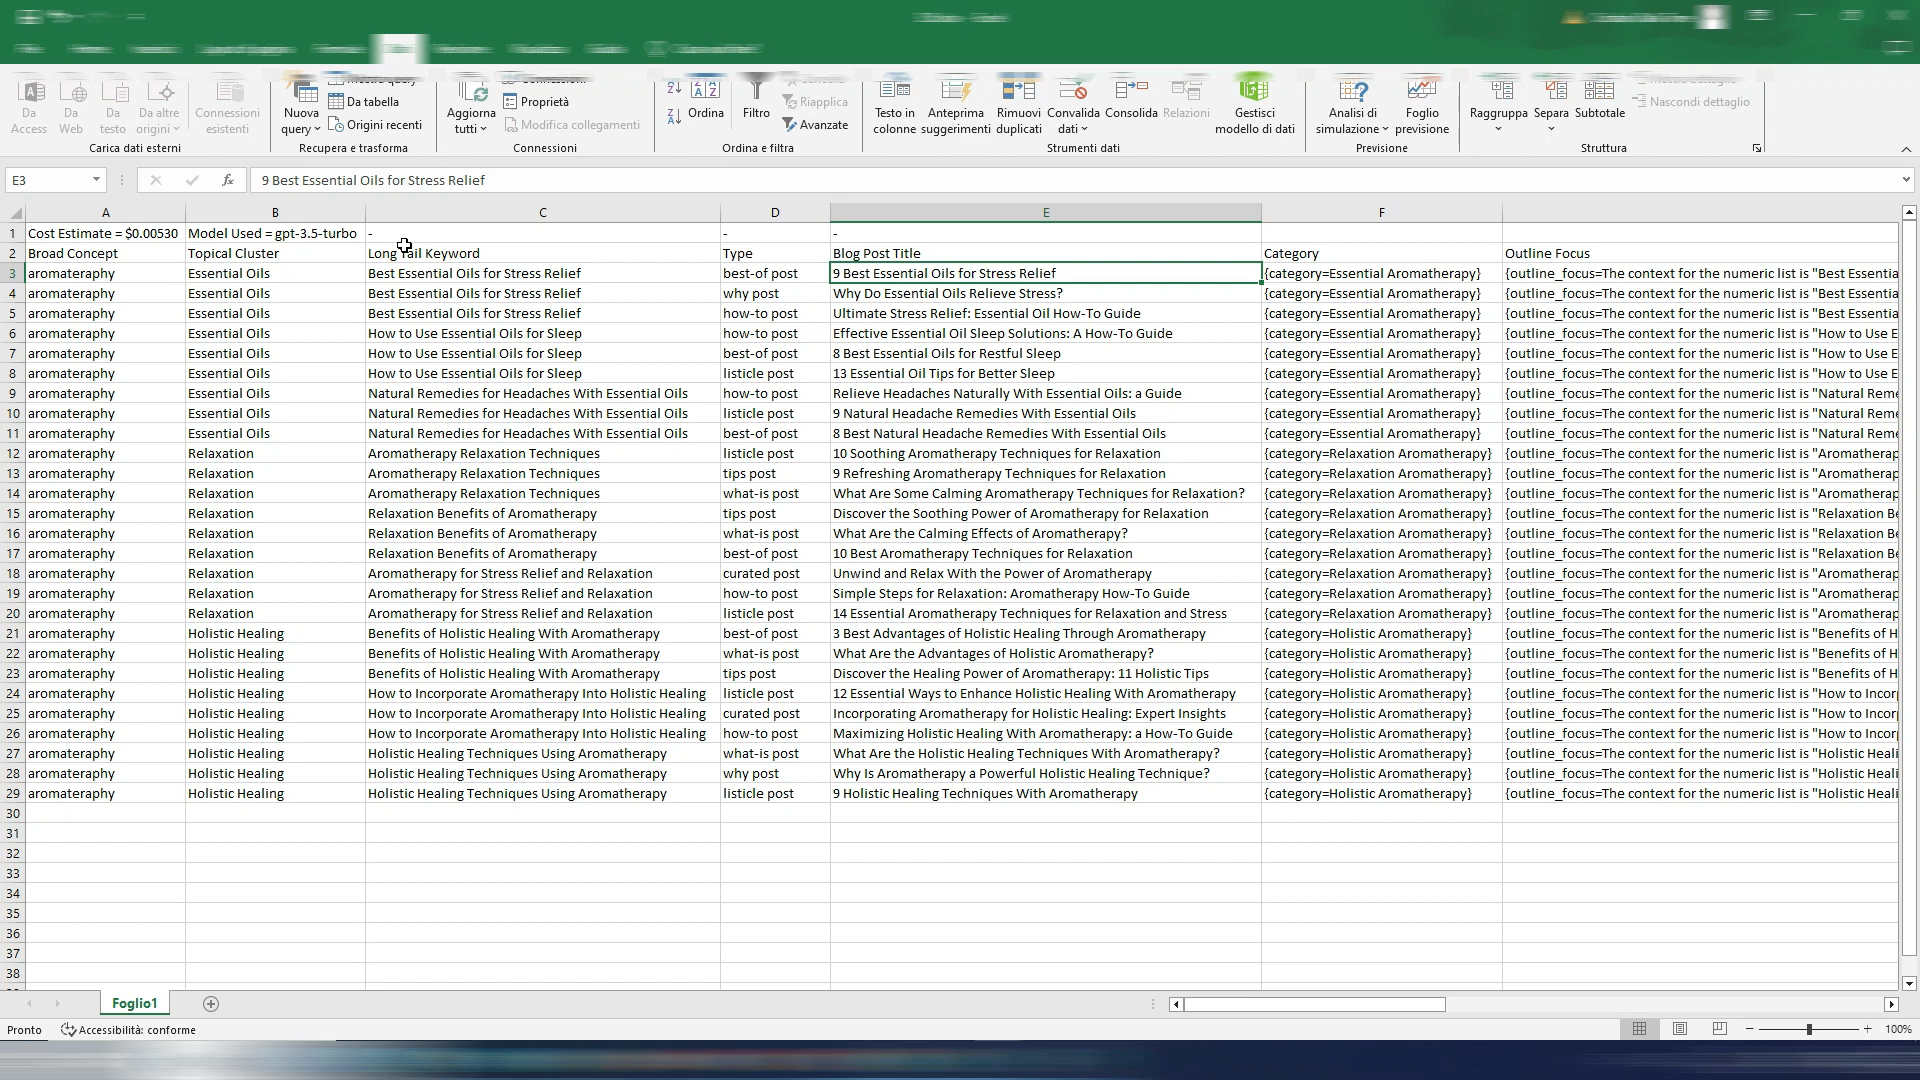 Da Access
Da Web
Da testo
Da altre origini
Connessioni esistenti
Carica dati esterni
Nuova query
Da tabella
Origini recenti
Recupera e trasforma
Aggiorna tutti
Proprietà
Modifica collegamenti
Connessioni
Ordina
Filtro
Riapplica
Avanzate
Ordina e filtra
Testo in colonne
Anteprima suggerimenti
Rimuovi duplicati
Convalida dati
Consolida
Relazioni
Gestisci modello di dati
Strumenti dati
Analisi di simulazione
Foglio previsione
Previsione
Raggruppa
Separa
Subtotale
Nascondi dettaglio
Struttura
E3 fx 9 Best Essential Oils for Stress Relief
A B C D E F
1 Cost Estimate = $0.00530 Model Used = gpt-3.5-turbo - - -
2 Broad Concept Topical Cluster Long Tail Keyword Type Blog Post Title Category Outline Focus
3 aromateraphy Essential Oils Best Essential Oils for Stress Relief best-of post 9 Best Essential Oils for Stress Relief {category=Essential Aromatherapy} {outline_focus=The context for the numeric list is "Best Essentia
4 aromateraphy Essential Oils Best Essential Oils for Stress Relief why post Why Do Essential Oils Relieve Stress? {category=Essential Aromatherapy} {outline_focus=The context for the numeric list is "Best Essentia
5 aromateraphy Essential Oils Best Essential Oils for Stress Relief how-to post Ultimate Stress Relief: Essential Oil How-To Guide {category=Essential Aromatherapy} {outline_focus=The context for the numeric list is "Best Essentia
6 aromateraphy Essential Oils How to Use Essential Oils for Sleep how-to post Effective Essential Oil Sleep Solutions: A How-To Guide {category=Essential Aromatherapy} {outline_focus=The context for the numeric list is "How to Use E
7 aromateraphy Essential Oils How to Use Essential Oils for Sleep best-of post 8 Best Essential Oils for Restful Sleep {category=Essential Aromatherapy} {outline_focus=The context for the numeric list is "How to Use E
8 aromateraphy Essential Oils How to Use Essential Oils for Sleep listicle post 13 Essential Oil Tips for Better Sleep {category=Essential Aromatherapy} {outline_focus=The context for the numeric list is "How to Use E
9 aromateraphy Essential Oils Natural Remedies for Headaches With Essential Oils how-to post Relieve Headaches Naturally With Essential Oils: a Guide {category=Essential Aromatherapy} {outline_focus=The context for the numeric list is "Natural Reme
10 aromateraphy Essential Oils Natural Remedies for Headaches With Essential Oils listicle post 9 Natural Headache Remedies With Essential Oils {category=Essential Aromatherapy} {outline_focus=The context for the numeric list is "Natural Reme
11 aromateraphy Essential Oils Natural Remedies for Headaches With Essential Oils best-of post 8 Best Natural Headache Remedies With Essential Oils {category=Essential Aromatherapy} {outline_focus=The context for the numeric list is "Natural Reme
12 aromateraphy Relaxation Aromatherapy Relaxation Techniques listicle post 10 Soothing Aromatherapy Techniques for Relaxation {category=Relaxation Aromatherapy} {outline_focus=The context for the numeric list is "Aromatherap
13 aromateraphy Relaxation Aromatherapy Relaxation Techniques tips post 9 Refreshing Aromatherapy Techniques for Relaxation {category=Relaxation Aromatherapy} {outline_focus=The context for the numeric list is "Aromatherap
14 aromateraphy Relaxation Aromatherapy Relaxation Techniques what-is post What Are Some Calming Aromatherapy Techniques for Relaxation? {category=Relaxation Aromatherapy} {outline_focus=The context for the numeric list is "Aromatherap
15 aromateraphy Relaxation Relaxation Benefits of Aromatherapy tips post Discover the Soothing Power of Aromatherapy for Relaxation {category=Relaxation Aromatherapy} {outline_focus=The context for the numeric list is "Relaxation Be
16 aromateraphy Relaxation Relaxation Benefits of Aromatherapy what-is post What Are the Calming Effects of Aromatherapy? {category=Relaxation Aromatherapy} {outline_focus=The context for the numeric list is "Relaxation Be
17 aromateraphy Relaxation Relaxation Benefits of Aromatherapy best-of post 10 Best Aromatherapy Techniques for Relaxation {category=Relaxation Aromatherapy} {outline_focus=The context for the numeric list is "Relaxation Be
18 aromateraphy Relaxation Aromatherapy for Stress Relief and Relaxation curated post Unwind and Relax With the Power of Aromatherapy {category=Relaxation Aromatherapy} {outline_focus=The context for the numeric list is "Aromatherap
19 aromateraphy Relaxation Aromatherapy for Stress Relief and Relaxation how-to post Simple Steps for Relaxation: Aromatherapy How-To Guide {category=Relaxation Aromatherapy} {outline_focus=The context for the numeric list is "Aromatherap
20 aromateraphy Relaxation Aromatherapy for Stress Relief and Relaxation listicle post 14 Essential Aromatherapy Techniques for Relaxation and Stress {category=Relaxation Aromatherapy} {outline_focus=The context for the numeric list is "Aromatherap
21 aromateraphy Holistic Healing Benefits of Holistic Healing With Aromatherapy best-of post 3 Best Advantages of Holistic Healing Through Aromatherapy {category=Holistic Aromatherapy} {outline_focus=The context for the numeric list is "Benefits of H
22 aromateraphy Holistic Healing Benefits of Holistic Healing With Aromatherapy what-is post What Are the Advantages of Holistic Aromatherapy? {category=Holistic Aromatherapy} {outline_focus=The context for the numeric list is "Benefits of H
23 aromateraphy Holistic Healing Benefits of Holistic Healing With Aromatherapy tips post Discover the Healing Power of Aromatherapy: 11 Holistic Tips {category=Holistic Aromatherapy} {outline_focus=The context for the numeric list is "Benefits of H
24 aromateraphy Holistic Healing How to Incorporate Aromatherapy Into Holistic Healing listicle post 12 Essential Ways to Enhance Holistic Healing With Aromatherapy {category=Holistic Aromatherapy} {outline_focus=The context for the numeric list is "How to Incor
25 aromateraphy Holistic Healing How to Incorporate Aromatherapy Into Holistic Healing curated post Incorporating Aromatherapy for Holistic Healing: Expert Insights {category=Holistic Aromatherapy} {outline_focus=The context for the numeric list is "How to Incor
26 aromateraphy Holistic Healing How to Incorporate Aromatherapy Into Holistic Healing how-to post Maximizing Holistic Healing With Aromatherapy: a How-To Guide {category=Holistic Aromatherapy} {outline_focus=The context for the numeric list is "How to Incor
27 aromateraphy Holistic Healing Holistic Healing Techniques Using Aromatherapy what-is post What Are the Holistic Healing Techniques With Aromatherapy? {category=Holistic Aromatherapy} {outline_focus=The context for the numeric list is "Holistic Heali
28 aromateraphy Holistic Healing Holistic Healing Techniques Using Aromatherapy why post Why Is Aromatherapy a Powerful Holistic Healing Technique? {category=Holistic Aromatherapy} {outline_focus=The context for the numeric list is "Holistic Heali
29 aromateraphy Holistic Healing Holistic Healing Techniques Using Aromatherapy listicle post 9 Holistic Healing Techniques With Aromatherapy {category=Holistic Aromatherapy} {outline_focus=The context for the numeric list is "Holistic Heali
30
31
32
33
34
35
36
37
38
Foglio1
Pronto Accessibilità: conforme 100%